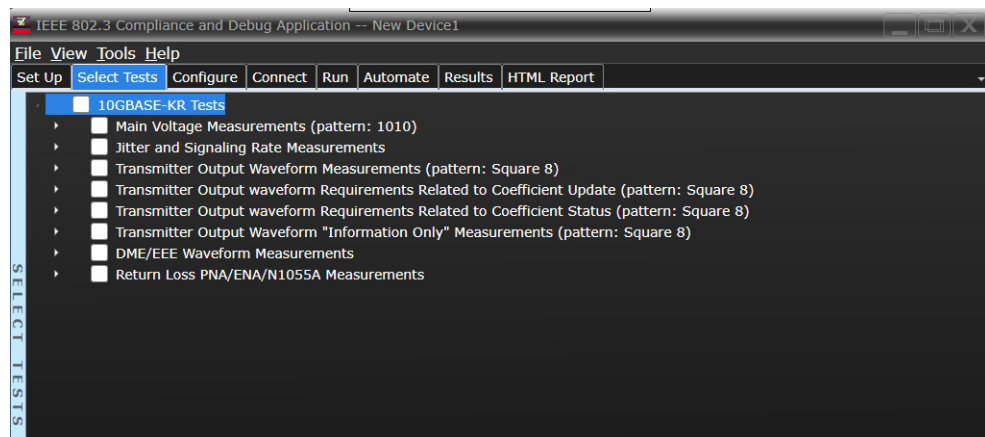 IEEE 802.3 Compliance and Debug Application -- New Device1
File View Tools Help
Set Up Select Tests Configure Connect Run Automate Results HTML Report
10GBASE-KR Tests
Main Voltage Measurements (pattern: 1010)
Jitter and Signaling Rate Measurements
Transmitter Output Waveform Measurements (pattern: Square 8)
Transmitter Output waveform Requirements Related to Coefficient Update (pattern: Square 8)
Transmitter Output waveform Requirements Related to Coefficient Status (pattern: Square 8)
Transmitter Output Waveform "Information Only" Measurements (pattern: Square 8)
DME/EEE Waveform Measurements
Return Loss PNA/ENA/N1055A Measurements
SELECT TESTS